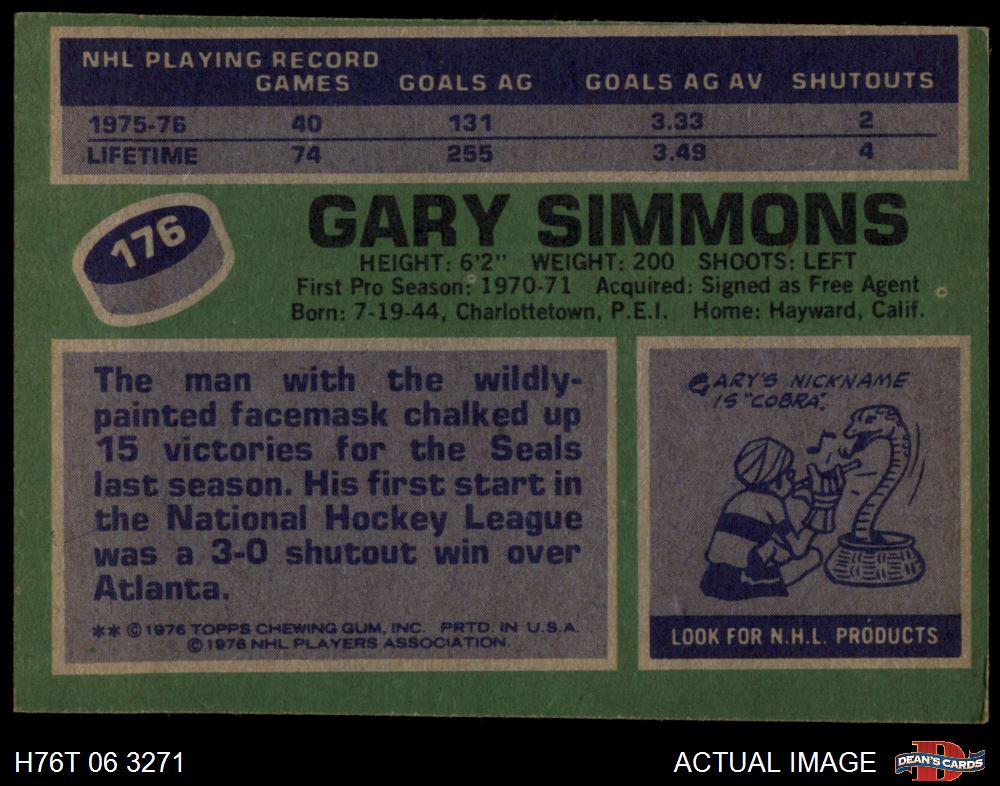 NHL PLAYING RECORD
GAMES GOALS AG GOALS AG AV SHUTOUTS
1975-76 40 131 3.33 2
LIFETIME 74 255 3.49 4
176
GARY SIMMONS
HEIGHT: 6'2" WEIGHT: 200 SHOOTS: LEFT
First Pro Season: 1970-71 Acquired: Signed as Free Agent
Born: 7-19-44, Charlottetown, P.E.I. Home: Hayward, Calif.
The man with the wildly-
painted facemask chalked up
15 victories for the Seals
last season. His first start in
the National Hockey League
was a 3-0 shutout win over
Atlanta.
** © 1976 TOPPS CHEWING GUM, INC. PRTD. IN U.S.A.
© 1976 NHL PLAYERS ASSOCIATION.
GARY'S NICKNAME
IS "COBRA".
LOOK FOR N.H.L. PRODUCTS
H76T 06 3271
ACTUAL IMAGE
D
DEAN'S CARDS